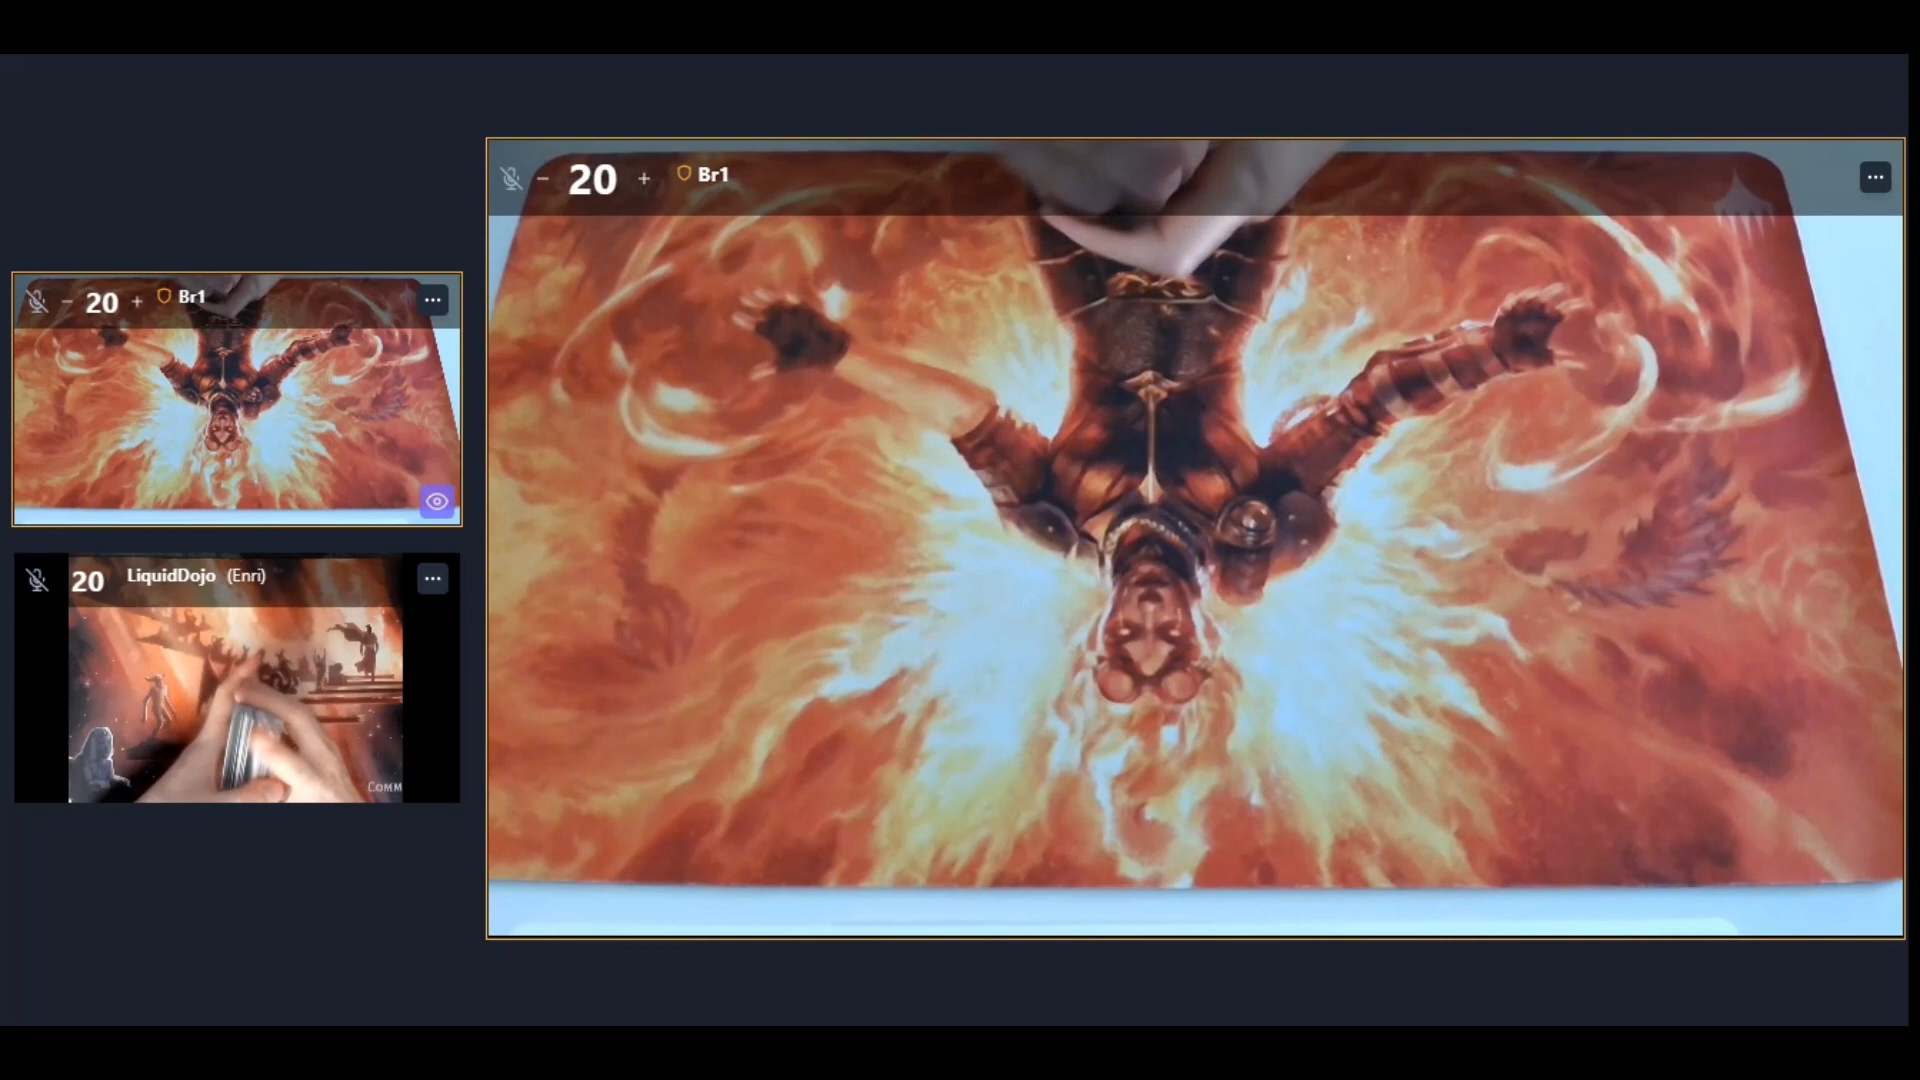 − 20 + Br1
− 20 + Br1
20 LiquidDojo (Enri)
COMM